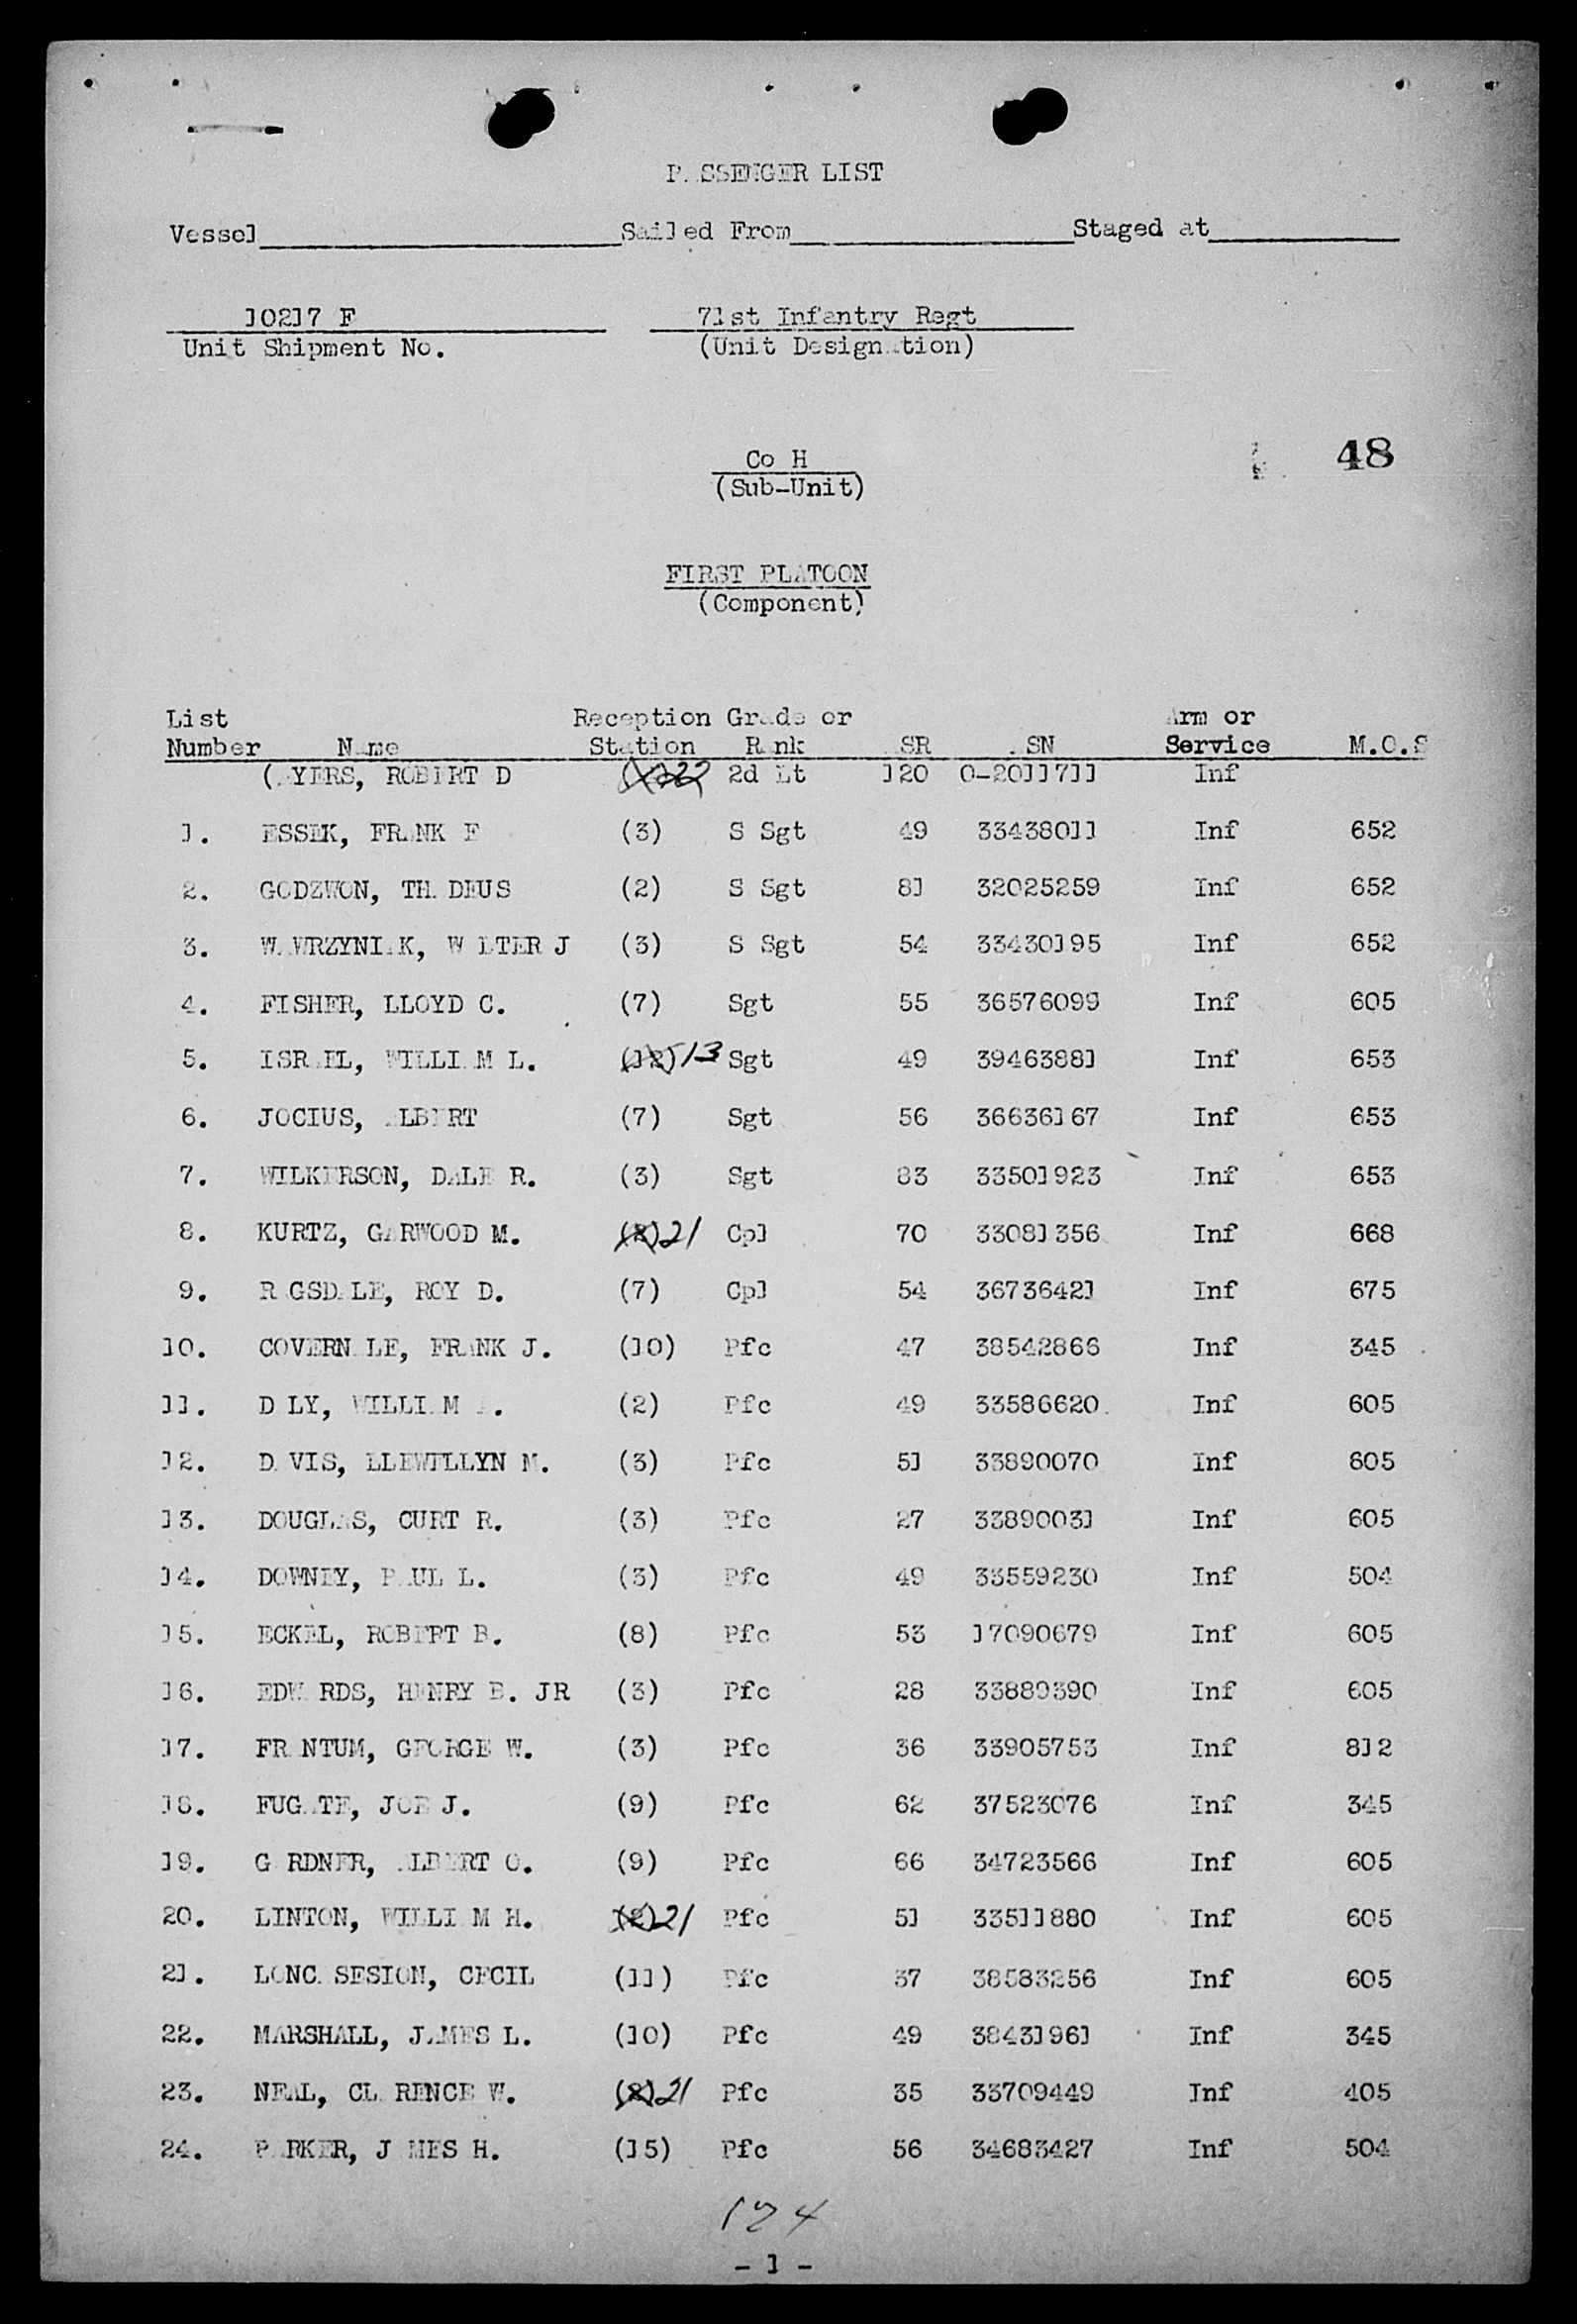 PASSENGER LIST
Vessel Sailed From Staged at
10217 F 71st Infantry Regt
Unit Shipment No. (Unit Designation)
48
Co H
(Sub-Unit)
FIRST PLATOON
(Component)
List Reception Grade or Arm or
Number Name Station Rank SR SN Service M.O.S
ROBERT D 22 2d Lt 120 O-2011711 Inf
1. ESSEK, FRANK E (3) S Sgt 49 33438011 Inf 652
2. GODZWON, THADEUS (2) S Sgt 81 32025259 Inf 652
3. WAWRZYNIAK, WALTER J (3) S Sgt 54 33430195 Inf 652
4. FISHER, LLOYD C. (7) Sgt 55 36576099 Inf 605
5. ISRAEL, WILLIAM L. (12) 13 Sgt 49 39463881 Inf 653
6. JOCIUS, ALBERT (7) Sgt 56 36636167 Inf 653
7. WILKERSON, DALE R. (3) Sgt 83 33501923 Inf 653
8. KURTZ, GARWOOD M. (2) 21 Cpl 70 33081356 Inf 668
9. RAGSDALE, ROY D. (7) Cpl 54 36736421 Inf 675
10. COVERNALE, FRANK J. (10) Pfc 47 38542866 Inf 345
11. DALY, WILLIAM A. (2) Pfc 49 33586620 Inf 605
12. DAVIS, LLEWELLYN M. (3) Pfc 51 33890070 Inf 605
13. DOUGLAS, CURT R. (3) Pfc 27 33890031 Inf 605
14. DOWNEY, PAUL L. (3) Pfc 49 33559230 Inf 504
15. ECKEL, ROBERT B. (8) Pfc 53 17090679 Inf 605
16. EDWARDS, HENRY B. JR (3) Pfc 28 33889390 Inf 605
17. FRANTUM, GEORGE W. (3) Pfc 36 33905753 Inf 812
18. FUGATE, JOE J. (9) Pfc 62 37523076 Inf 345
19. GARDNER, ALBERT O. (9) Pfc 66 34723566 Inf 605
20. LINTON, WILLIAM H. (2) 21 Pfc 51 33511880 Inf 605
21. LONCASESION, CECIL (11) Pfc 37 38583256 Inf 605
22. MARSHALL, JAMES L. (10) Pfc 49 38431961 Inf 345
23. NEAL, CLARENCE W. (2) 21 Pfc 35 33709449 Inf 405
24. PARKER, JAMES H. (15) Pfc 56 34683427 Inf 504
174
- 1 -